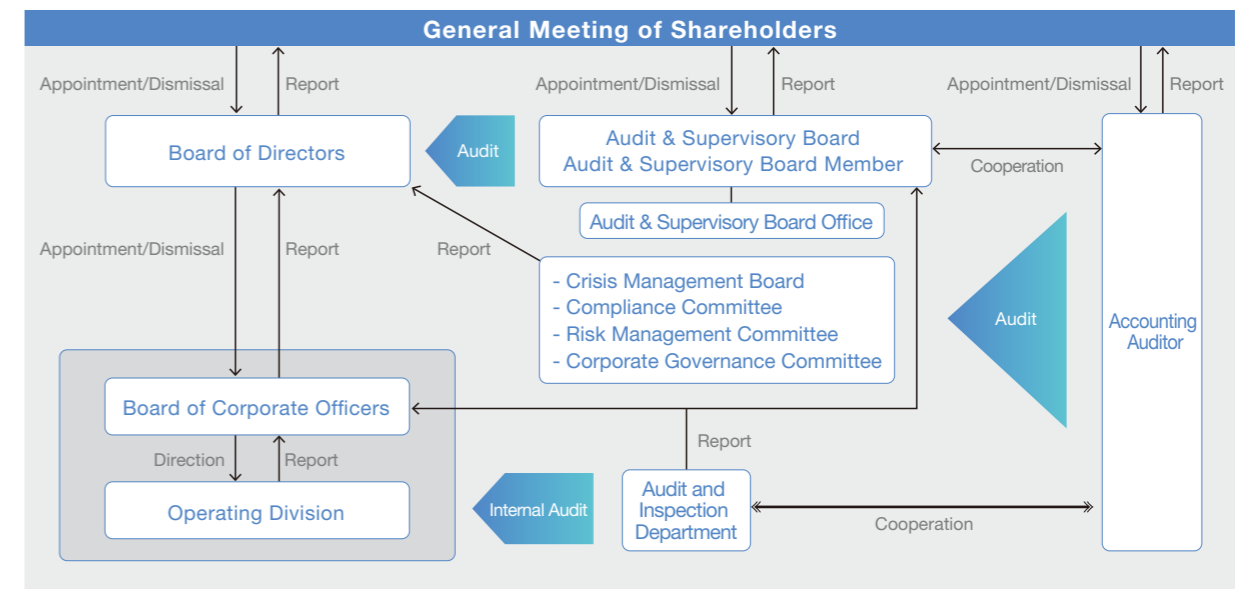 General Meeting of Shareholders
Appointment/Dismissal
Report
Appointment/Dismissal
Report
Appointment/Dismissal
Report
Board of Directors
Audit
Audit & Supervisory Board
Audit & Supervisory Board Member
Cooperation
Audit & Supervisory Board Office
Appointment/Dismissal
Report
Report
- Crisis Management Board
- Compliance Committee
- Risk Management Committee
- Corporate Governance Committee
Audit
Accounting
Auditor
Board of Corporate Officers
Report
Direction
Report
Operating Division
Internal Audit
Audit and
Inspection
Department
Cooperation